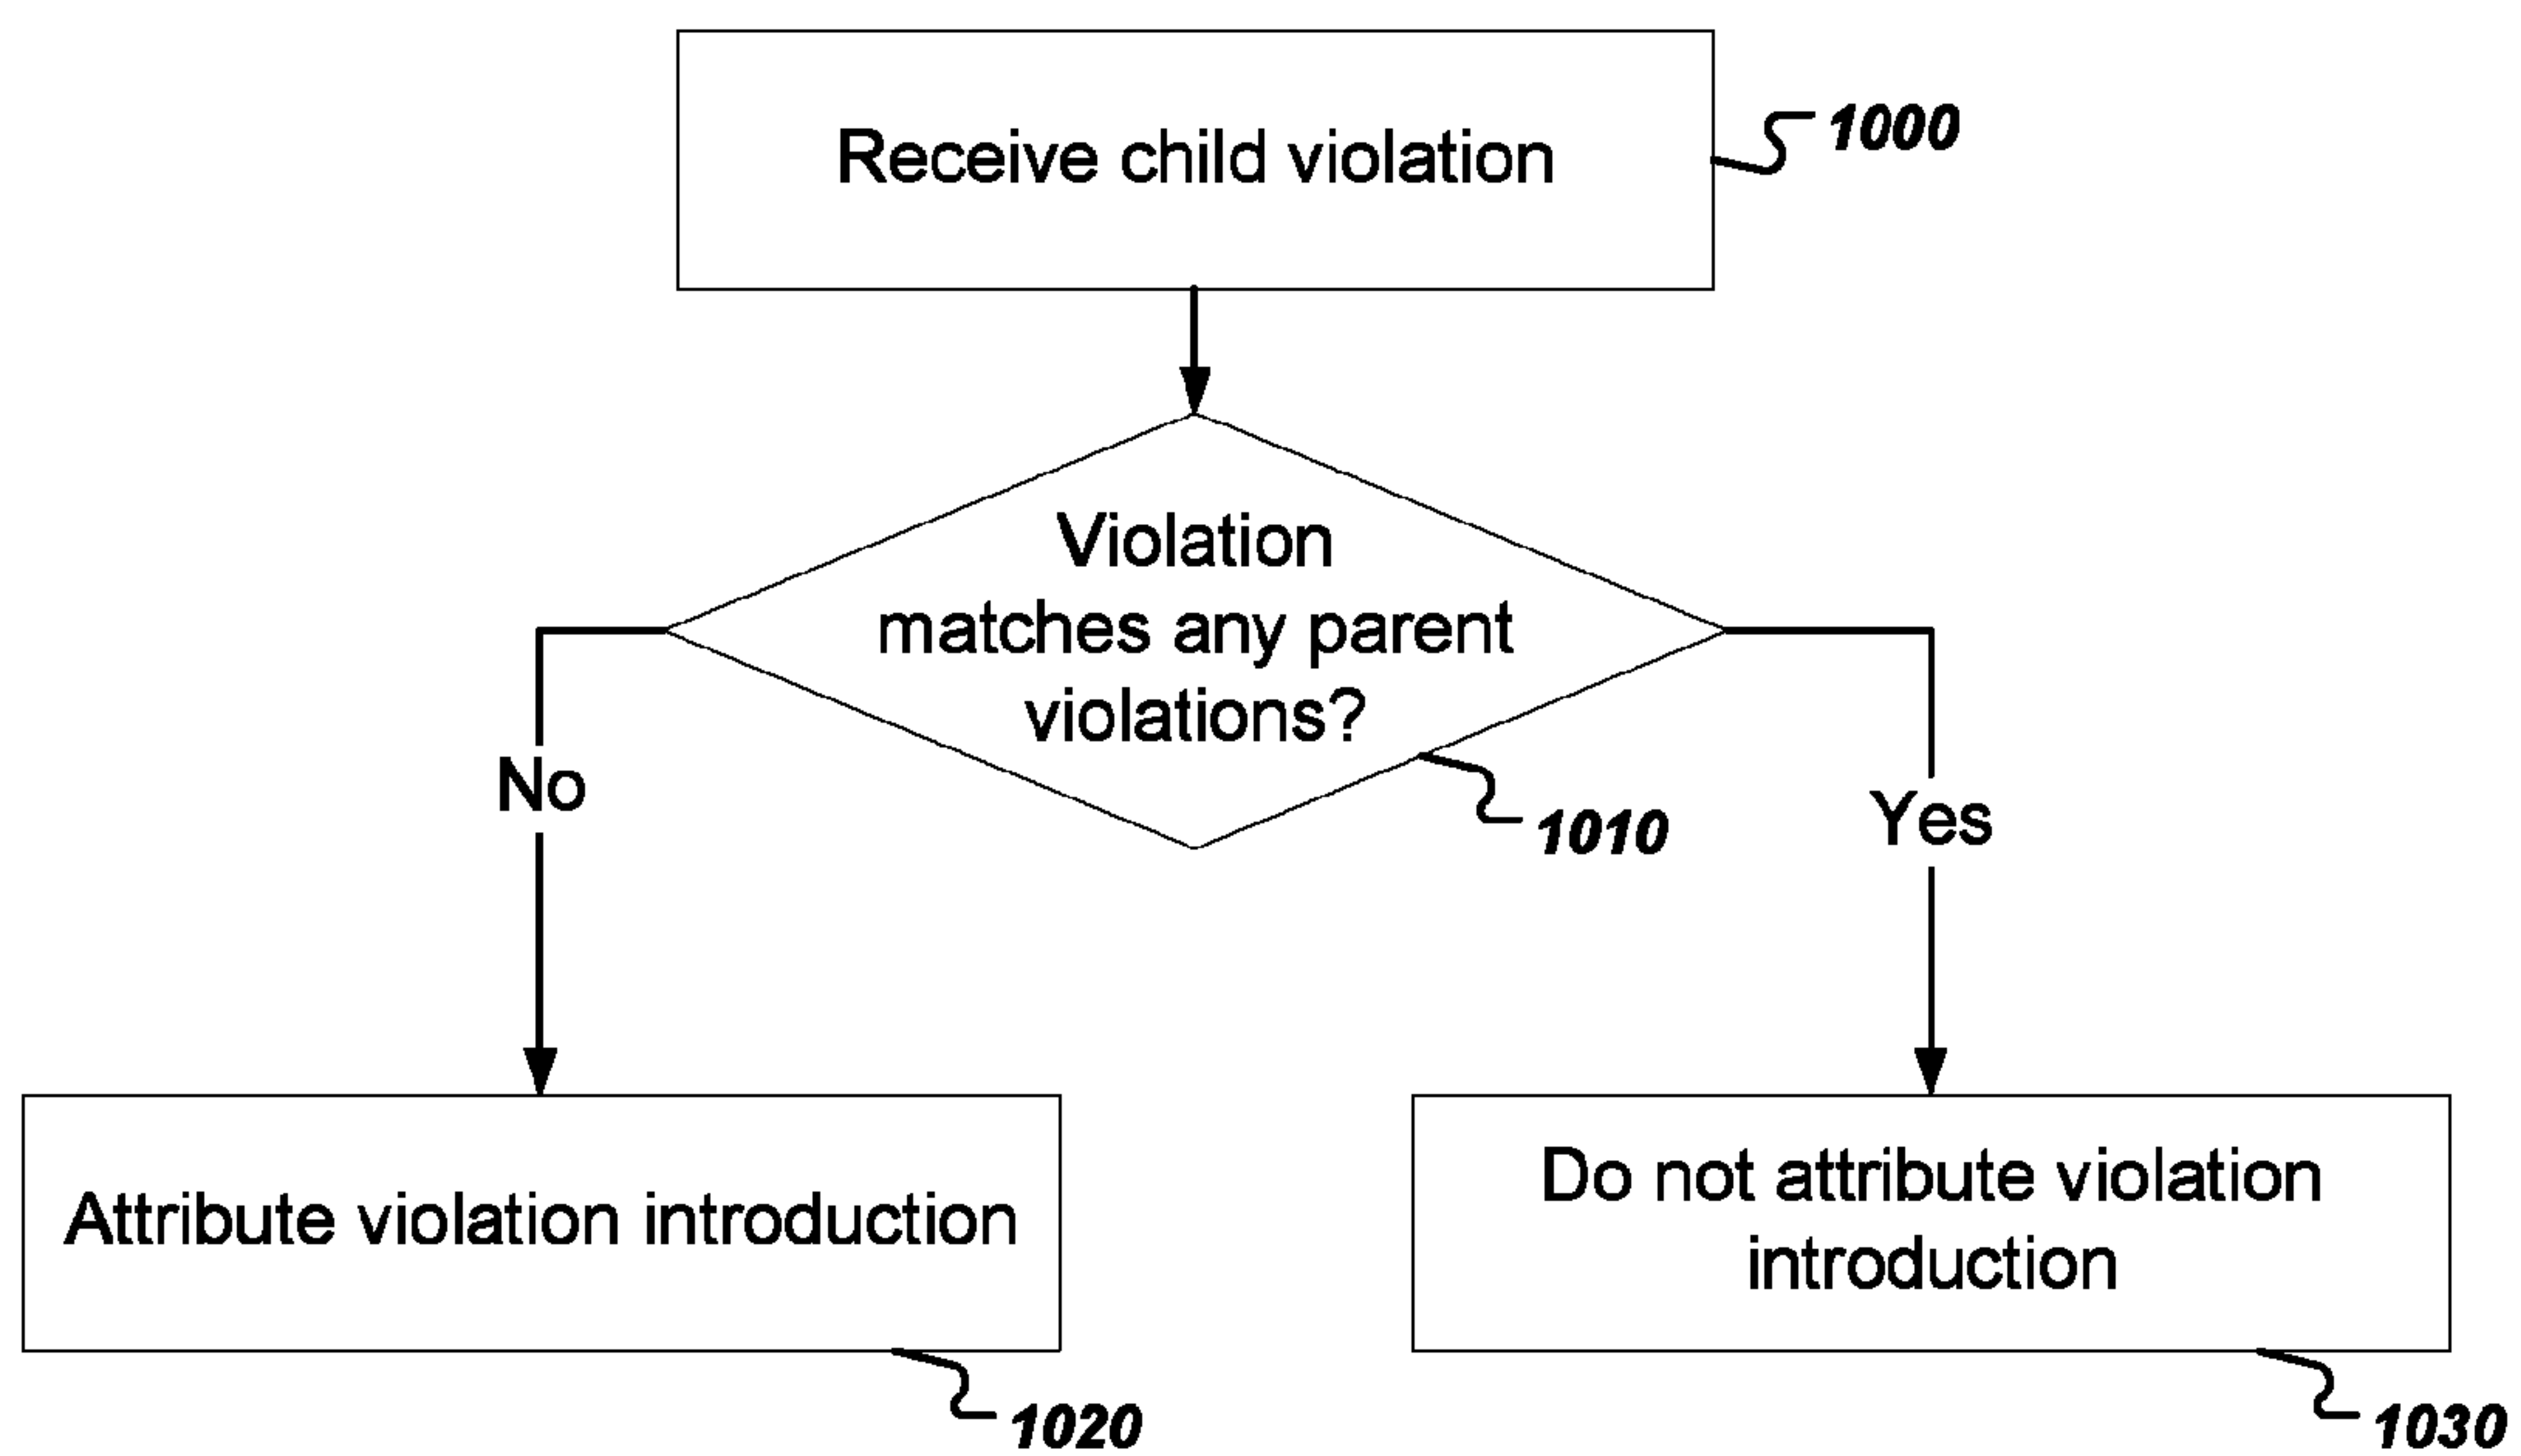 Receive child violation
1000
Violation
matches any parent
violations?
1010
No
Yes
Attribute violation introduction
1020
Do not attribute violation
introduction
1030